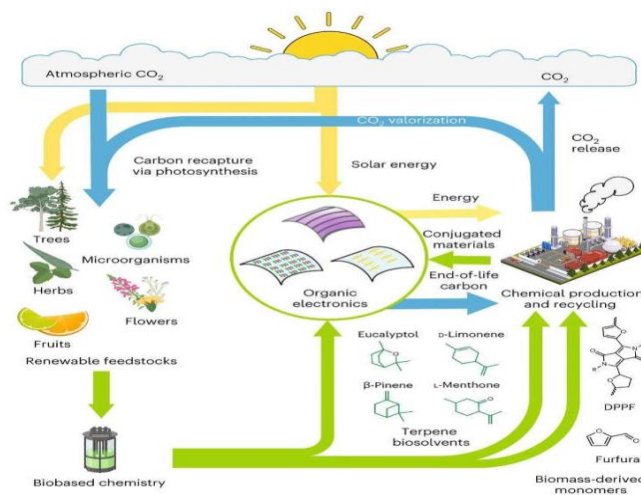 Atmospheric CO₂
CO₂
CO₂ valorization
CO₂
release
Carbon recapture
via photosynthesis
Solar energy
Trees
Microorganisms
Herbs
Flowers
Fruits
Renewable feedstocks
Energy
Conjugated
materials
End-of-life
carbon
Organic
electronics
Chemical production
and recycling
Eucalyptol
D-Limonene
β-Pinene
L-Menthone
Terpene
biosolvents
O
O
O
O
N
R
N
O
DPPF
O
O
Furfura
Biomass-derived
monomers
Biobased chemistry